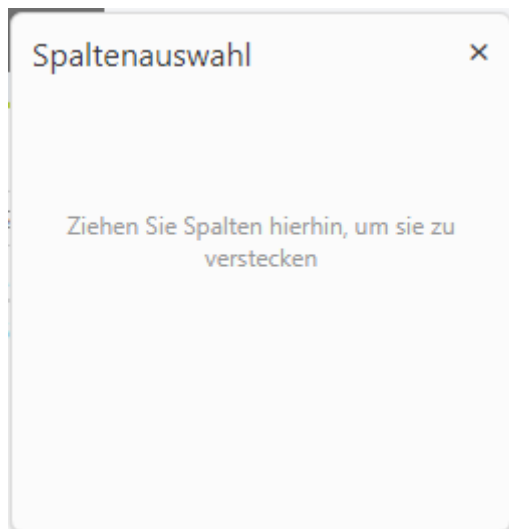 Spaltenauswahl
Ziehen Sie Spalten hierhin, um sie zu
verstecken